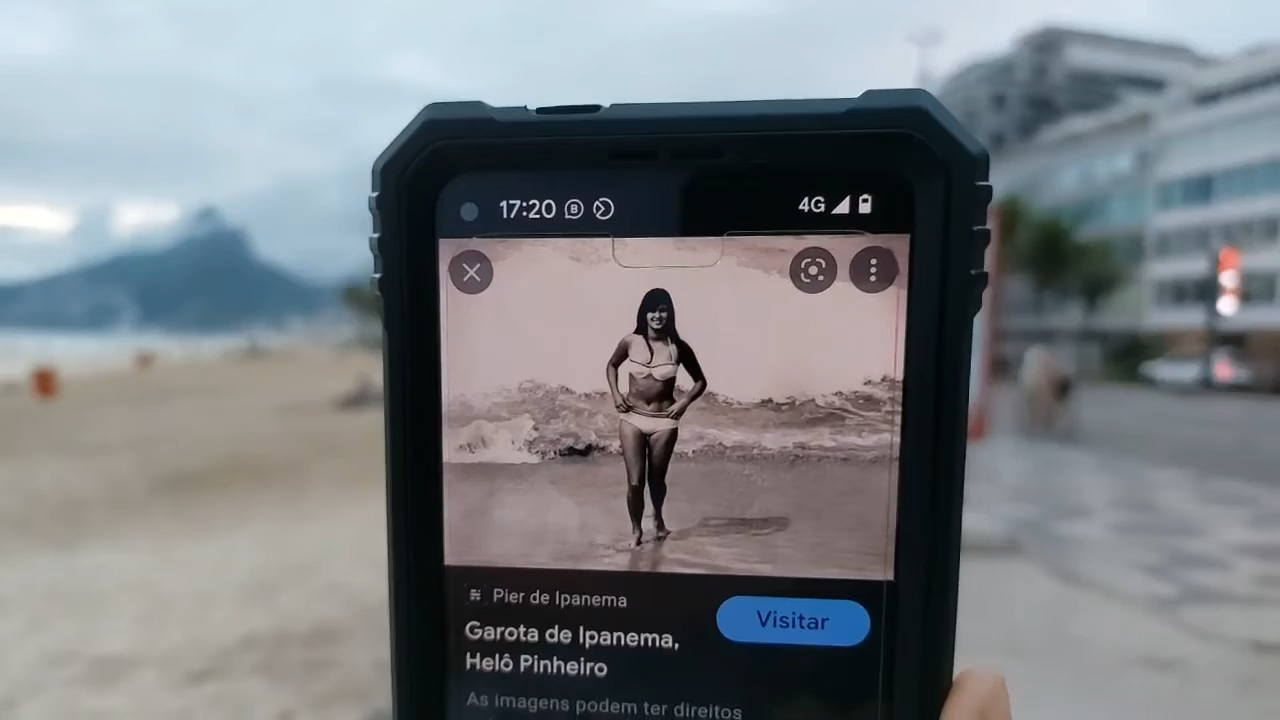 17:20
4G
Pier de Ipanema
Visitar
Garota de Ipanema,
Helô Pinheiro
As imagens podem ter direitos